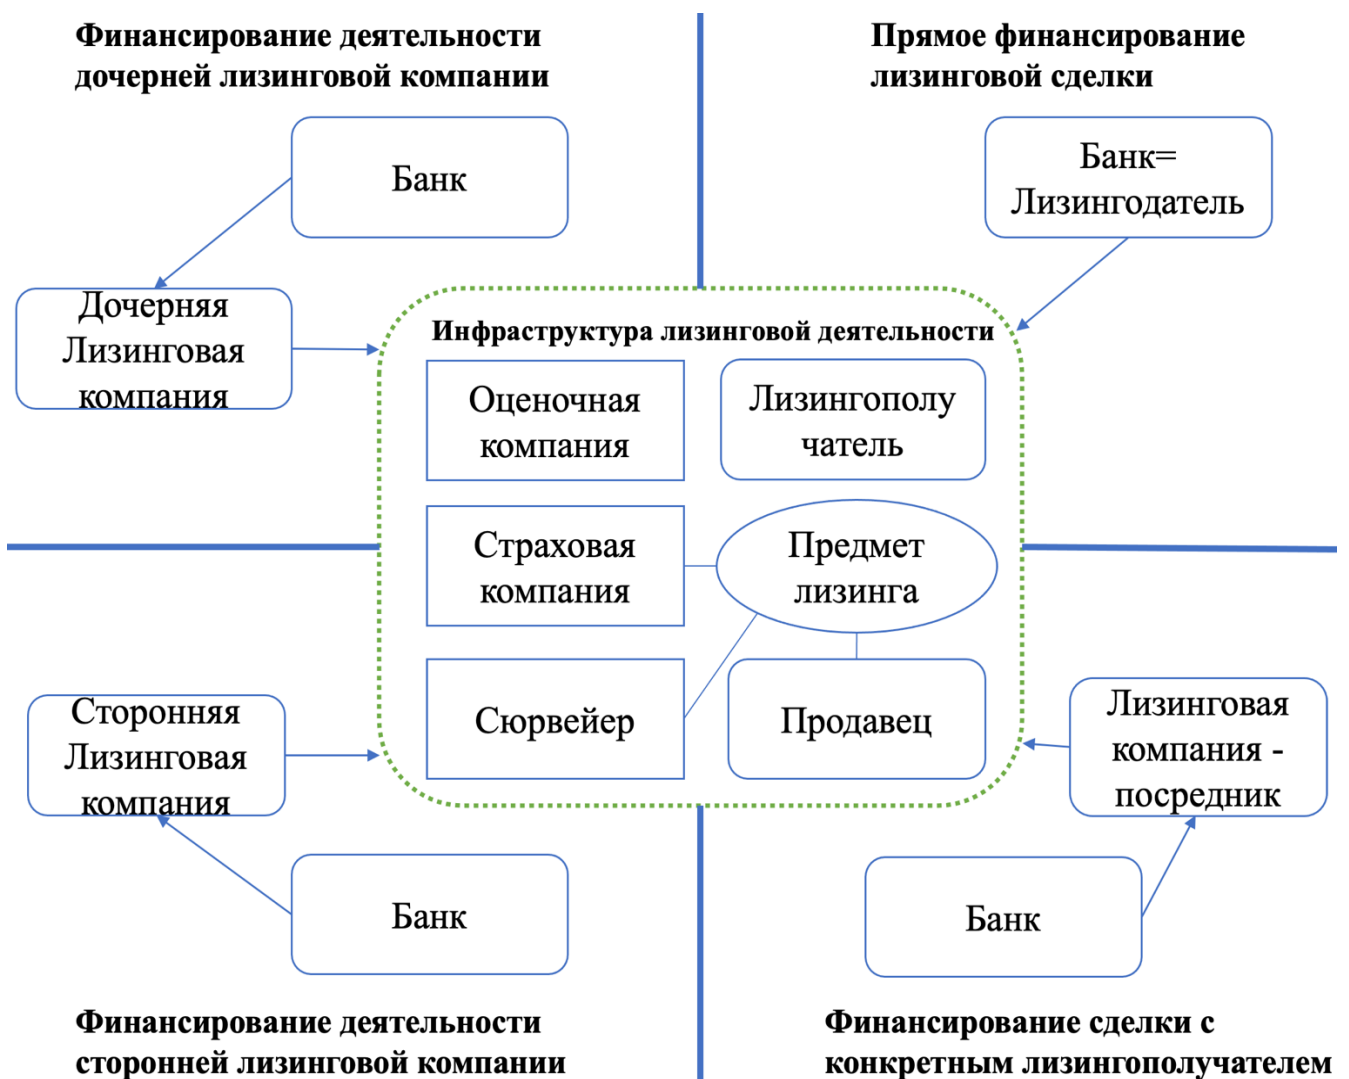 Финансирование деятельности
дочерней лизинговой компании
Прямое финансирование
лизинговой сделки
Банк
Банк=
Лизингодатель
Дочерняя
Лизинговая
компания
Инфраструктура лизинговой деятельности
Оценочная
компания
Лизингополу
чатель
Страховая
компания
Предмет
лизинга
Сюрвейер
Продавец
Сторонняя
Лизинговая
компания
Лизинговая
компания -
посредник
Банк
Банк
Финансирование деятельности
сторонней лизинговой компании
Финансирование сделки с
конкретным лизингополучателем